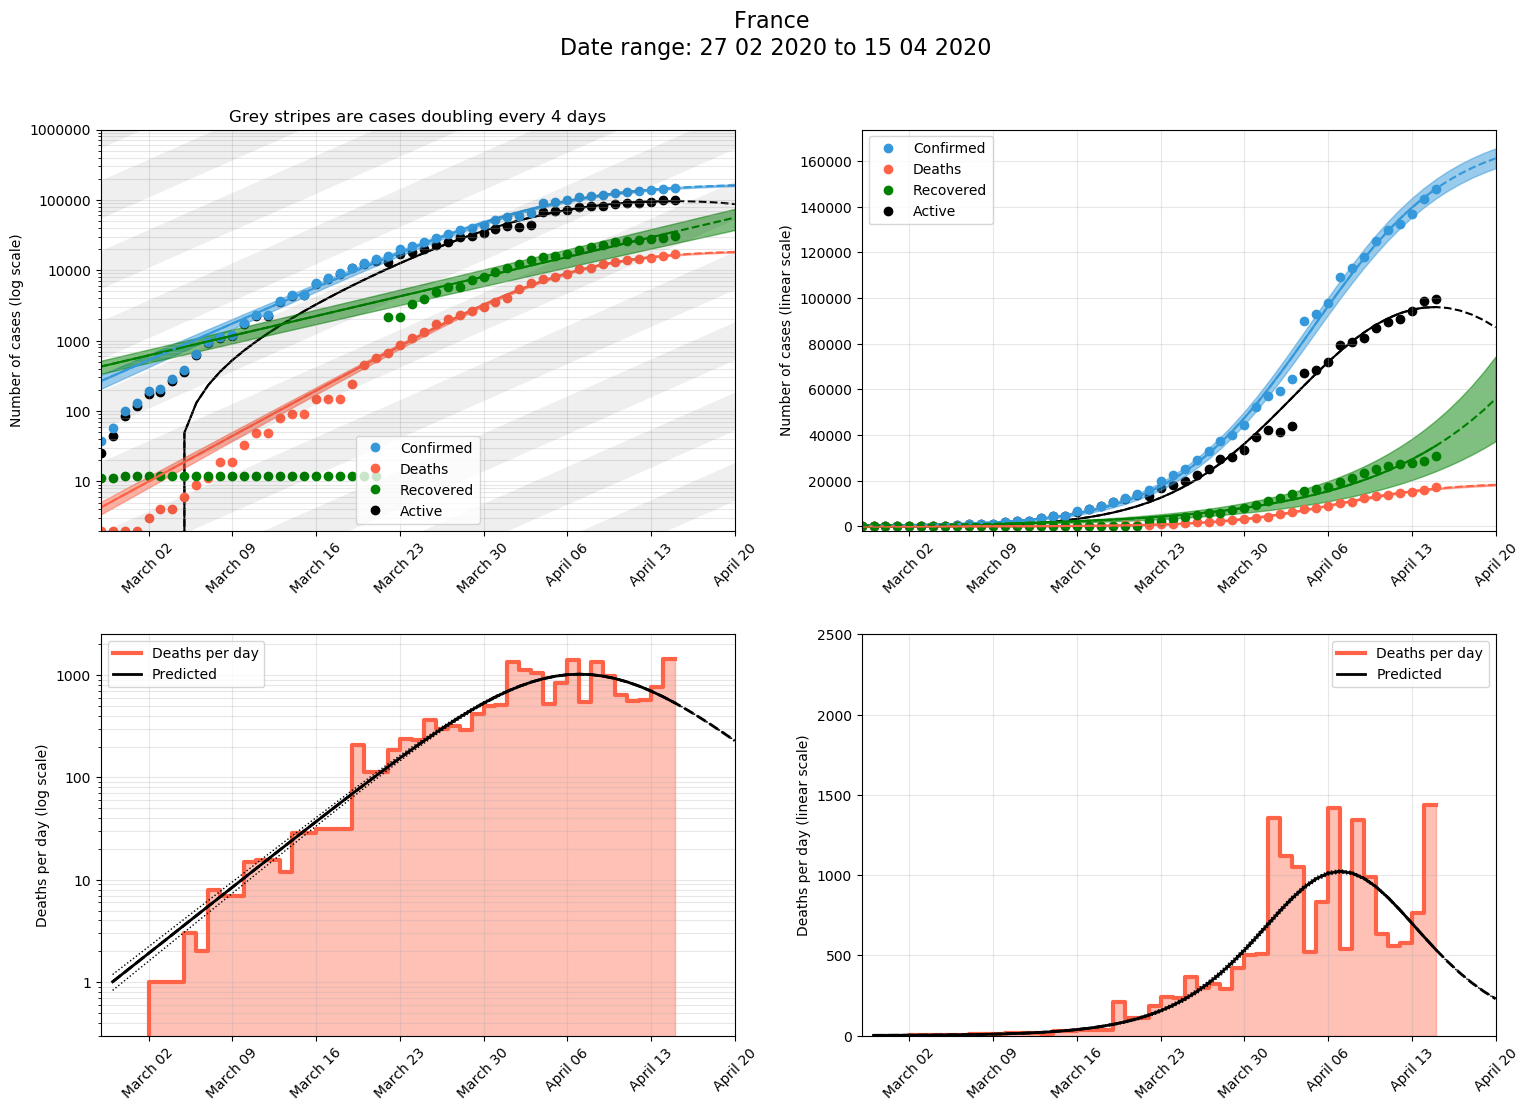 France
Date range: 27 02 2020 to 15 04 2020
Grey stripes are cases doubling every 4 days
Number of cases (log scale)
1000000
100000
10000
1000
100
10
Confirmed
Deaths
Recovered
Active
March 02
March 09
March 16
March 23
March 30
April 06
April 13
April 20
Number of cases (linear scale)
160000
140000
120000
100000
80000
60000
40000
20000
0
Confirmed
Deaths
Recovered
Active
March 02
March 09
March 16
March 23
March 30
April 06
April 13
April 20
Deaths per day (log scale)
1000
100
10
1
Deaths per day
Predicted
March 02
March 09
March 16
March 23
March 30
April 06
April 13
April 20
Deaths per day (linear scale)
2500
2000
1500
1000
500
0
Deaths per day
Predicted
March 02
March 09
March 16
March 23
March 30
April 06
April 13
April 20